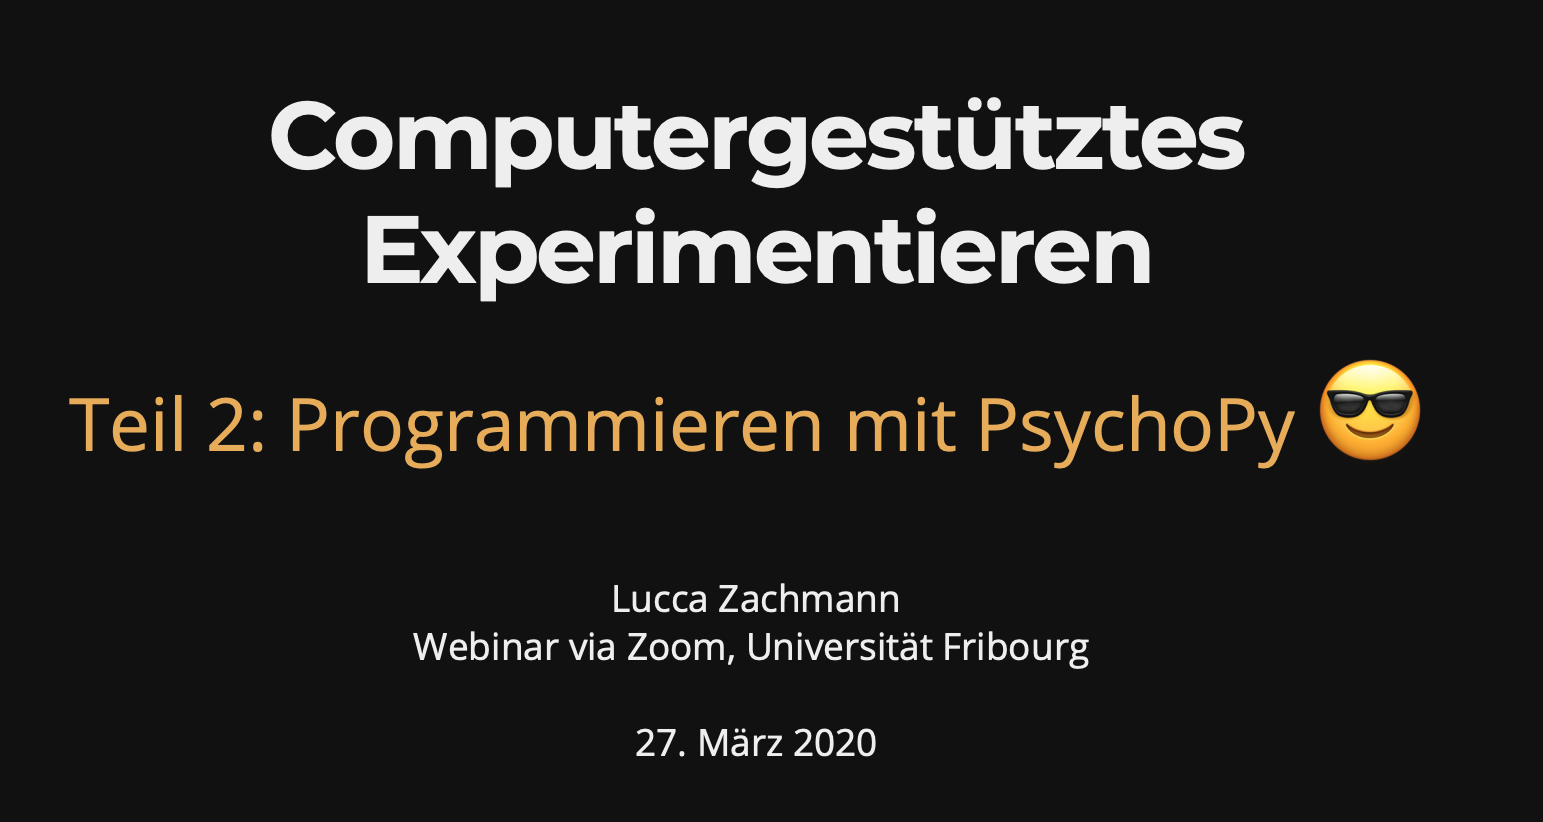 Computergestütztes
Experimentieren
Teil 2: Programmieren mit PsychoPy 😎
Lucca Zachmann
Webinar via Zoom, Universität Fribourg
27. März 2020